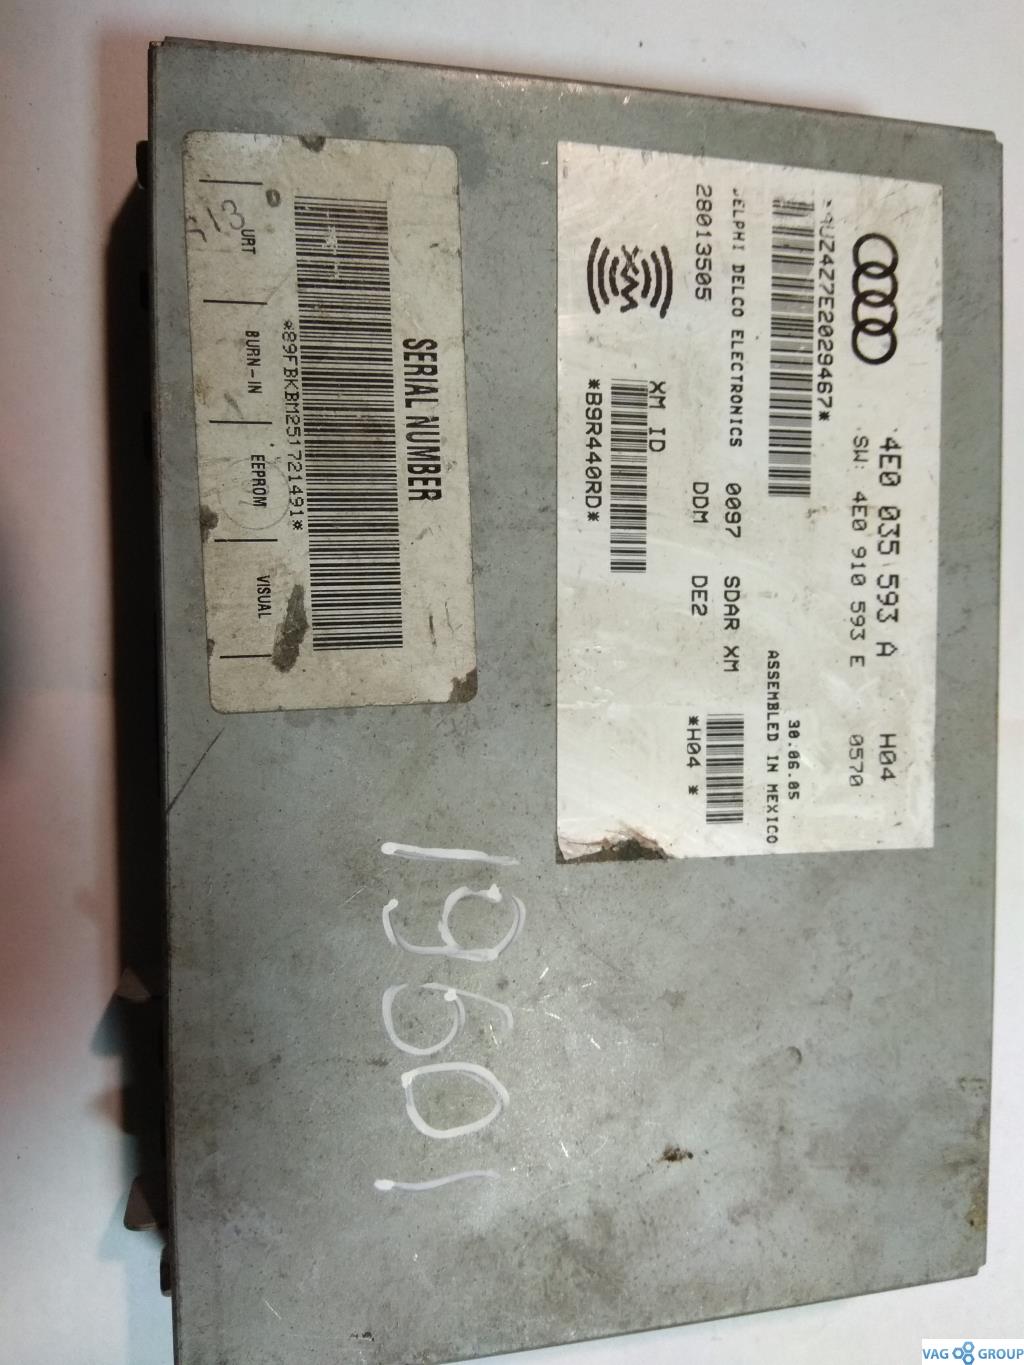 4E0 035 593 A H04
SW: 4E0 910 593 E 0570
*AUZ4Z7E2029467*
30.06.05
ASSEMBLED IN MEXICO
DELPHI DELCO ELECTRONICS 0097 SDAR XM
28013505 DDM DE2
*H04 *
XM
XM ID
*B9R440RD*
SERIAL NUMBER
*89FBKBM251721491*
URT BURN-IN EEPROM VISUAL
13
19601
VAG GROUP